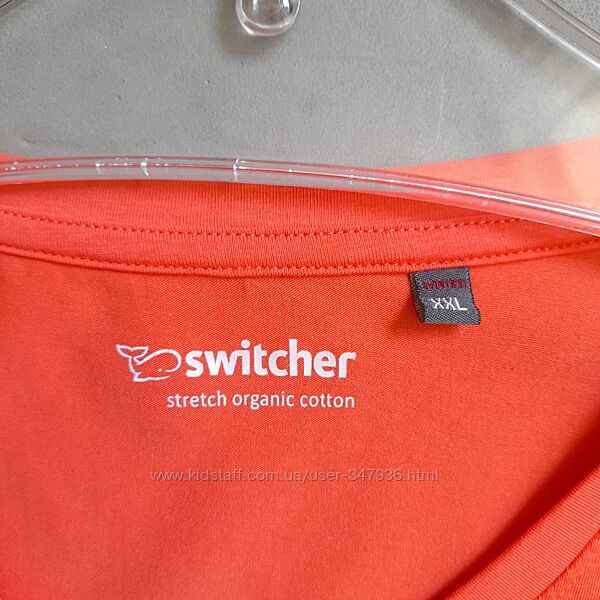 XXL
switcher
stretch organic cotton
www.kidstaff.com.ua/user-347936.html